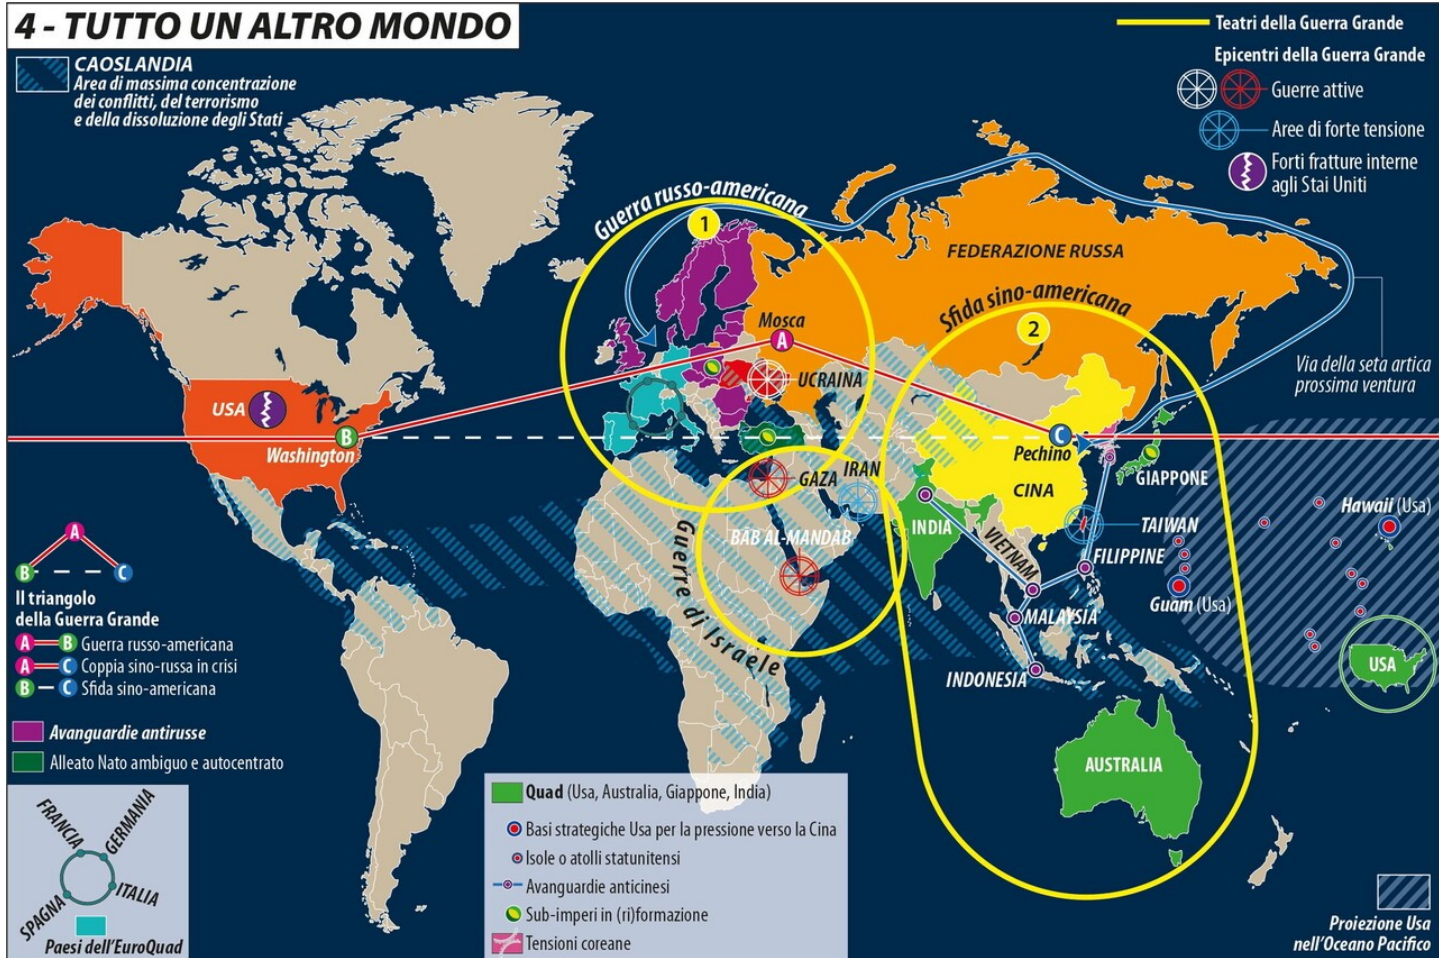 4 - TUTTO UN ALTRO MONDO
CAOSLANDIA
Area di massima concentrazione
dei conflitti, del terrorismo
e della dissoluzione degli Stati
Teatri della Guerra Grande
Epicentri della Guerra Grande
Guerre attive
Aree di forte tensione
Forti fratture interne
agli Stai Uniti
Guerra russo-americana
1
FEDERAZIONE RUSSA
Sfida sino-americana
2
Mosca
A
UCRAINA
Via della seta artica
prossima ventura
USA
B
Washington
C
Pechino
CINA
GIAPPONE
GAZA
IRAN
INDIA
BĀB AL-MANDAB
Guerre di Israele
VIETNAM
TAIWAN
FILIPPINE
MALAYSIA
INDONESIA
Hawaii (Usa)
Guam (Usa)
USA
AUSTRALIA
A
B
C
Il triangolo
della Guerra Grande
A B Guerra russo-americana
A C Coppia sino-russa in crisi
B C Sfida sino-americana
Avanguardie antirusse
Alleato Nato ambiguo e autocentrato
FRANCIA
GERMANIA
SPAGNA
ITALIA
Paesi dell'EuroQuad
Quad (Usa, Australia, Giappone, India)
Basi strategiche Usa per la pressione verso la Cina
Isole o atolli statunitensi
Avanguardie anticinesi
Sub-imperi in (ri)formazione
Tensioni coreane
Proiezione Usa
nell'Oceano Pacifico